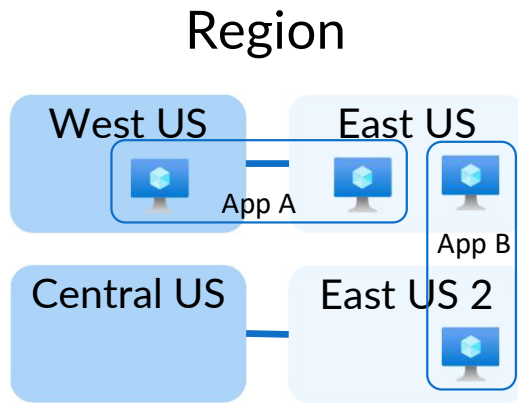 Region
West US
East US
App A
App B
Central US
East US 2